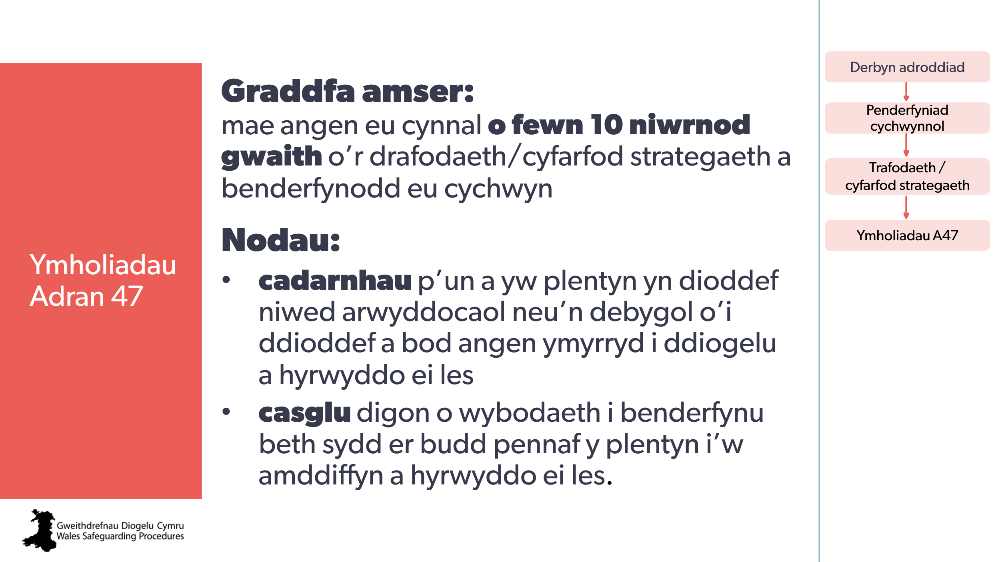 Ymholiadau
Adran 47
Graddfa amser:
mae angen eu cynnal o fewn 10 niwrnod
gwaith o’r drafodaeth/cyfarfod strategaeth a
benderfynodd eu cychwyn
Nodau:
• cadarnhau p’un a yw plentyn yn dioddef
niwed arwyddocaol neu’n debygol o’i
ddioddef a bod angen ymyrryd i ddiogelu
a hyrwyddo ei les
• casglu digon o wybodaeth i benderfynu
beth sydd er budd pennaf y plentyn i’w
amddiffyn a hyrwyddo ei les.
Derbyn adroddiad
Penderfyniad
cychwynnol
Trafodaeth /
cyfarfod strategaeth
Ymholiadau A47
Gweithdrefnau Diogelu Cymru
Wales Safeguarding Procedures